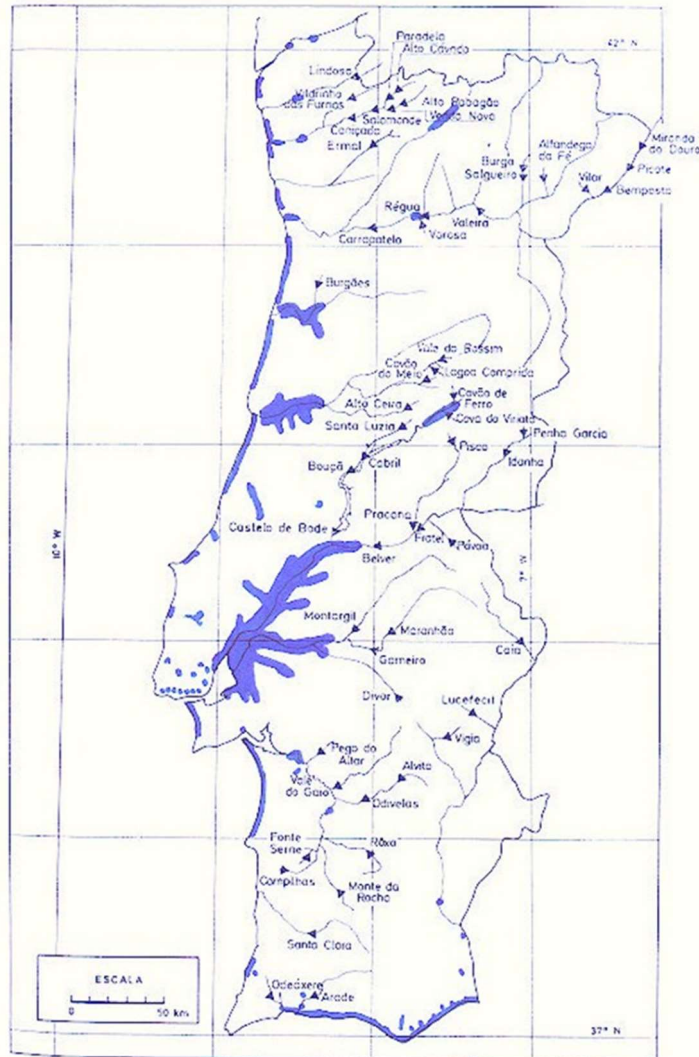 Paradela
Alto Cávado
42° N
Lindoso
Vilarinho
das Furnas
Alto Rabagão
Salamonde
Caniçada
Ermal
Miranda
do Douro
Alfandega
da Fé
Burga
Salgueiro
Vilar
Picote
Bemposta
Régua
Valeira
Carrapatelo
Varosa
Burgães
Vale do Rossim
Covão
do Meio
Lagoa Comprida
Alto Ceira
Covão de
Ferro
Santa Luzia
Cova do Viriato
Penha Garcia
Pisco
Idanha
Bouçã
Cabril
Pracana
Castelo de Bode
Fratel
Póvoa
Belver
10° W
7° W
Montargil
Maranhão
Gameiro
Caia
Divor
Lucefecit
Vigia
Pego do
Altar
Alvito
Vale
do Gaio
Odivelas
Fonte
Serne
Rôxo
Campilhas
Monte da
Rocha
Santa Clara
ESCALA
0 50 km
Odeáxere
Arade
37° N